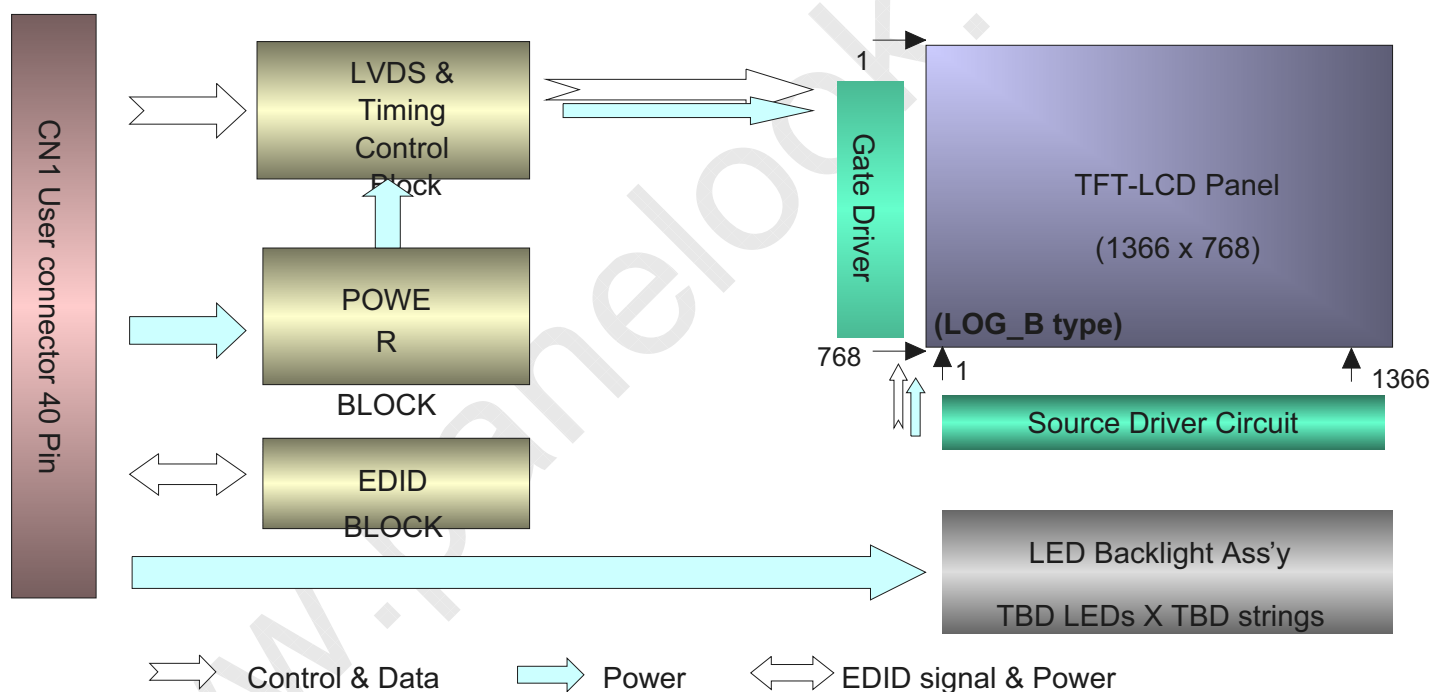 CN1 User connector 40 Pin
LVDS &
Timing
Control
Block
POWE
R
BLOCK
EDID
BLOCK
1
Gate Driver
768
TFT-LCD Panel
(1366 x 768)
(LOG_B type)
1
1366
Source Driver Circuit
LED Backlight Ass'y
TBD LEDs X TBD strings
Control & Data
Power
EDID signal & Power
w.panelook.